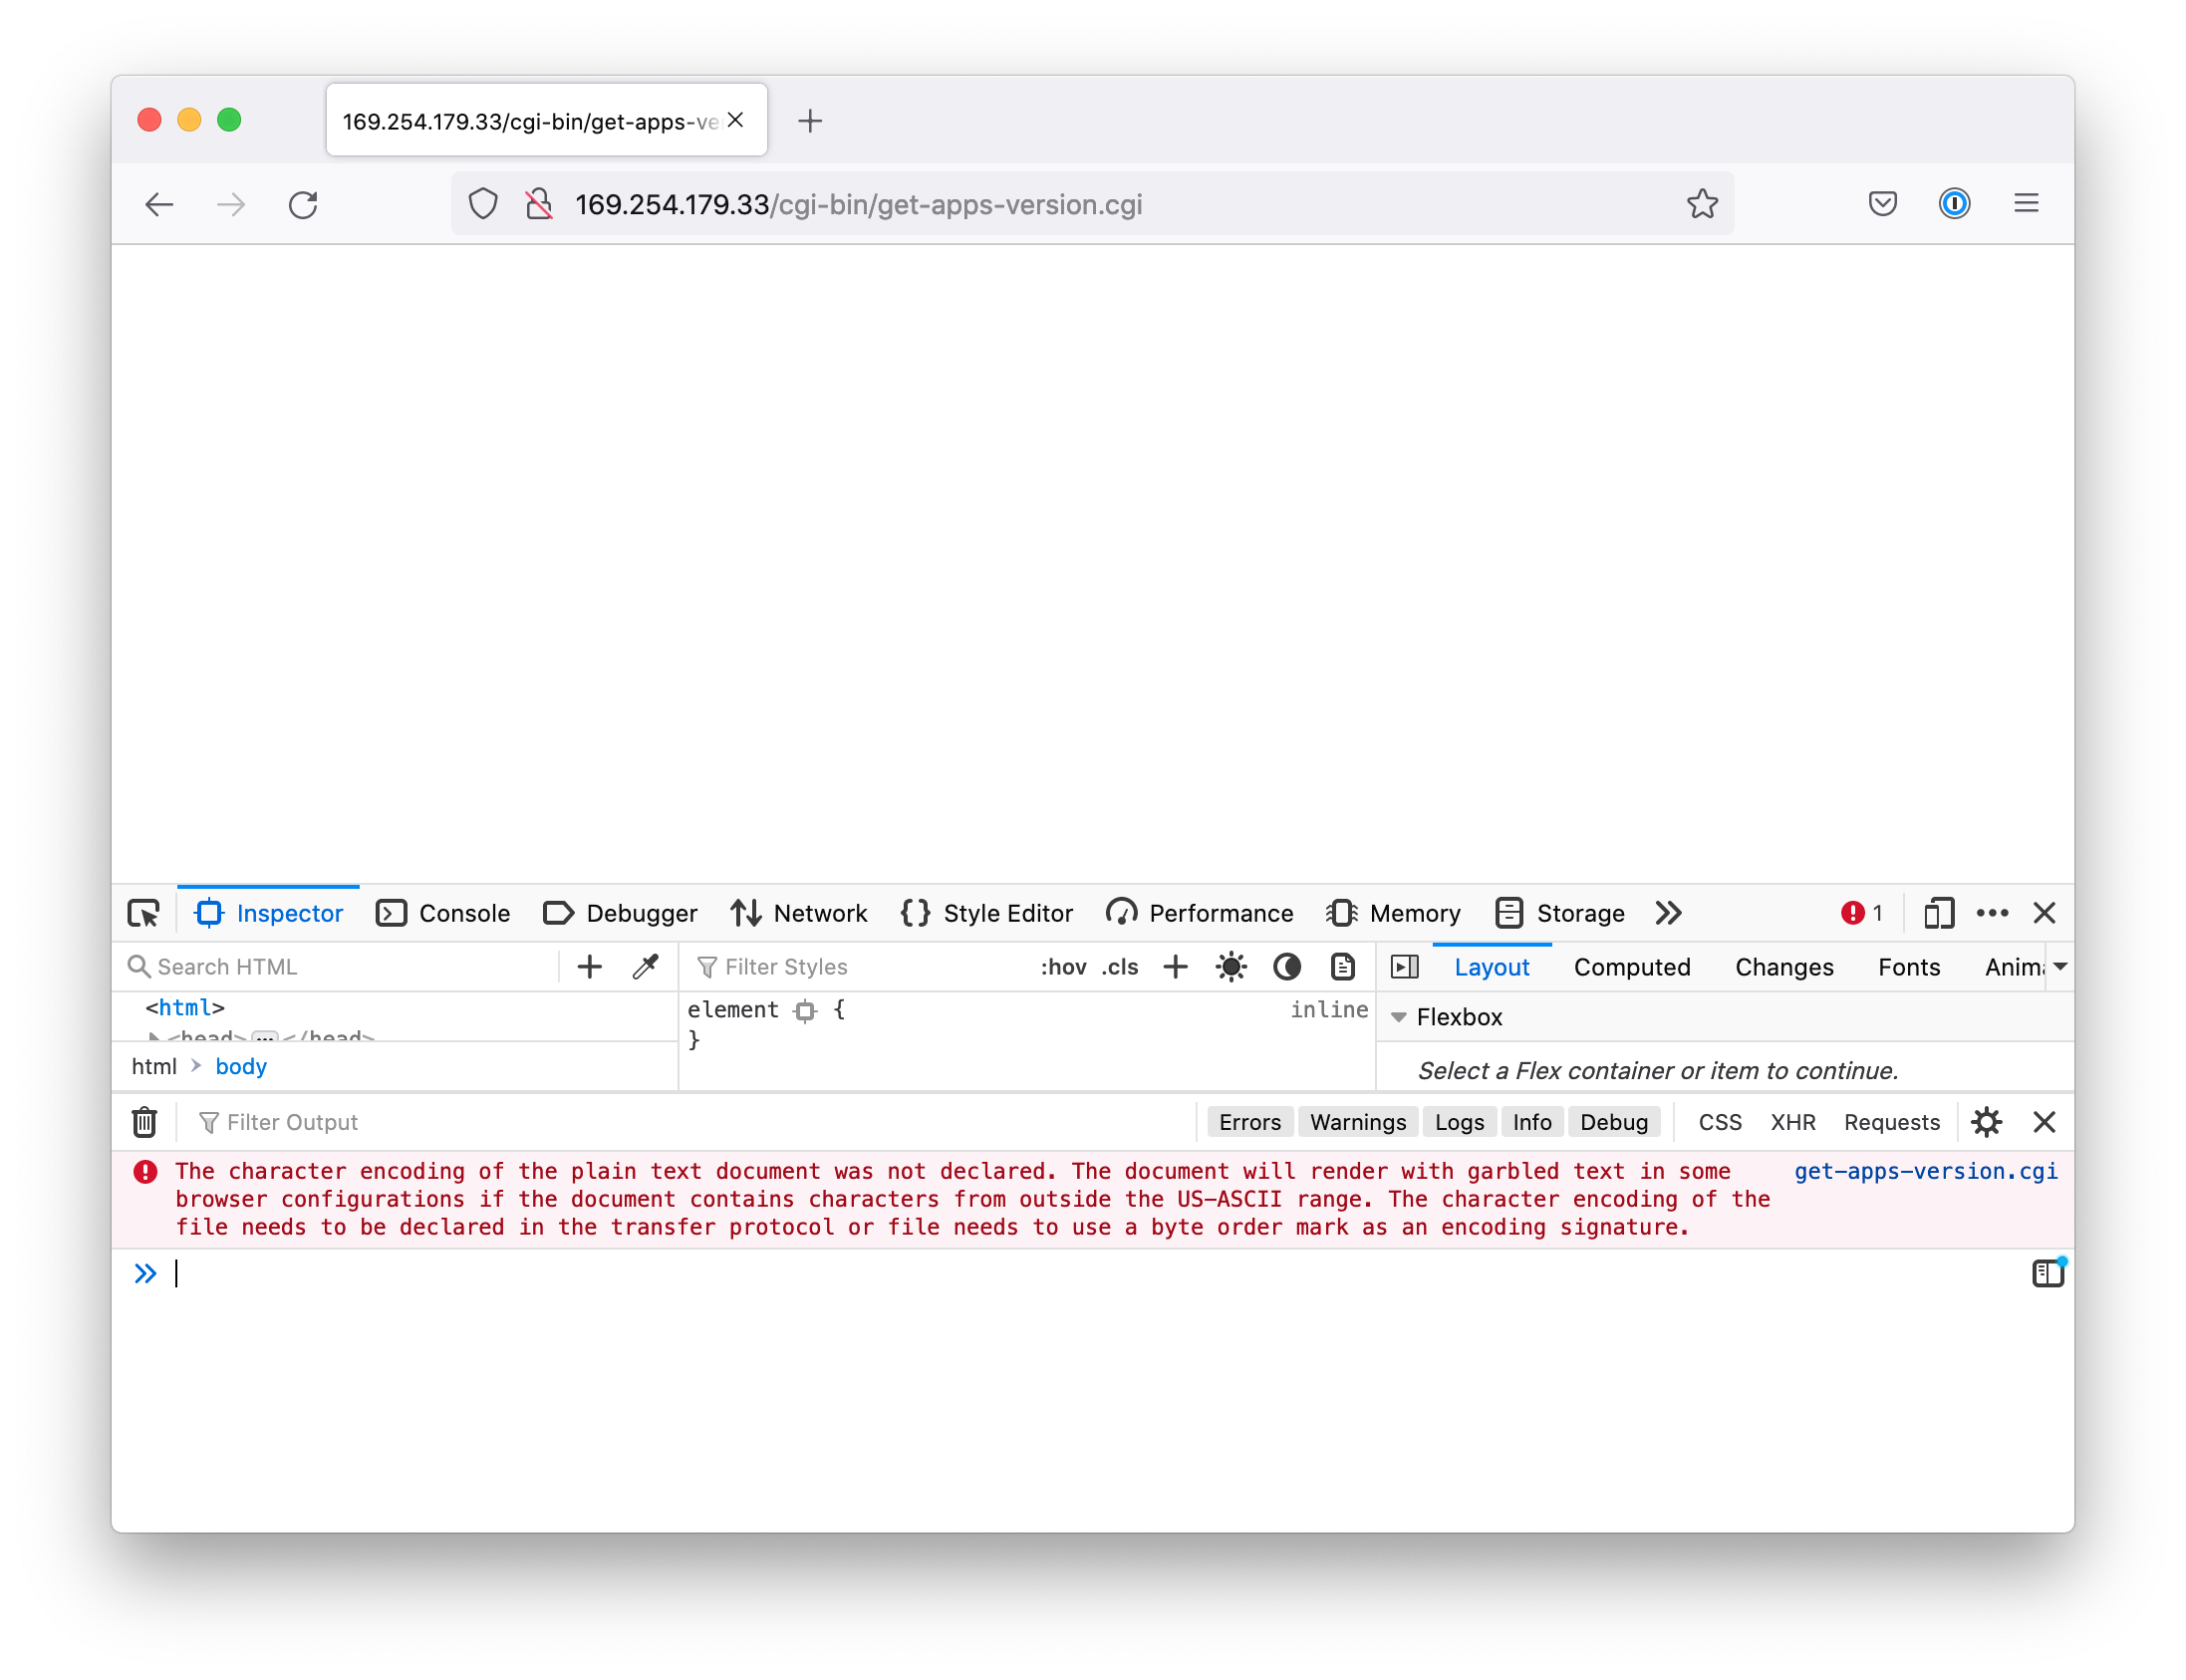 169.254.179.33/cgi-bin/get-apps-ve
169.254.179.33/cgi-bin/get-apps-version.cgi
Inspector Console Debugger Network Style Editor Performance Memory Storage 1
Search HTML Filter Styles :hov .cls Layout Computed Changes Fonts Anim
<html> element { inline Flexbox
<head> </head> }
html body Select a Flex container or item to continue.
Filter Output Errors Warnings Logs Info Debug CSS XHR Requests
The character encoding of the plain text document was not declared. The document will render with garbled text in some get-apps-version.cgi
browser configurations if the document contains characters from outside the US-ASCII range. The character encoding of the
file needs to be declared in the transfer protocol or file needs to use a byte order mark as an encoding signature.